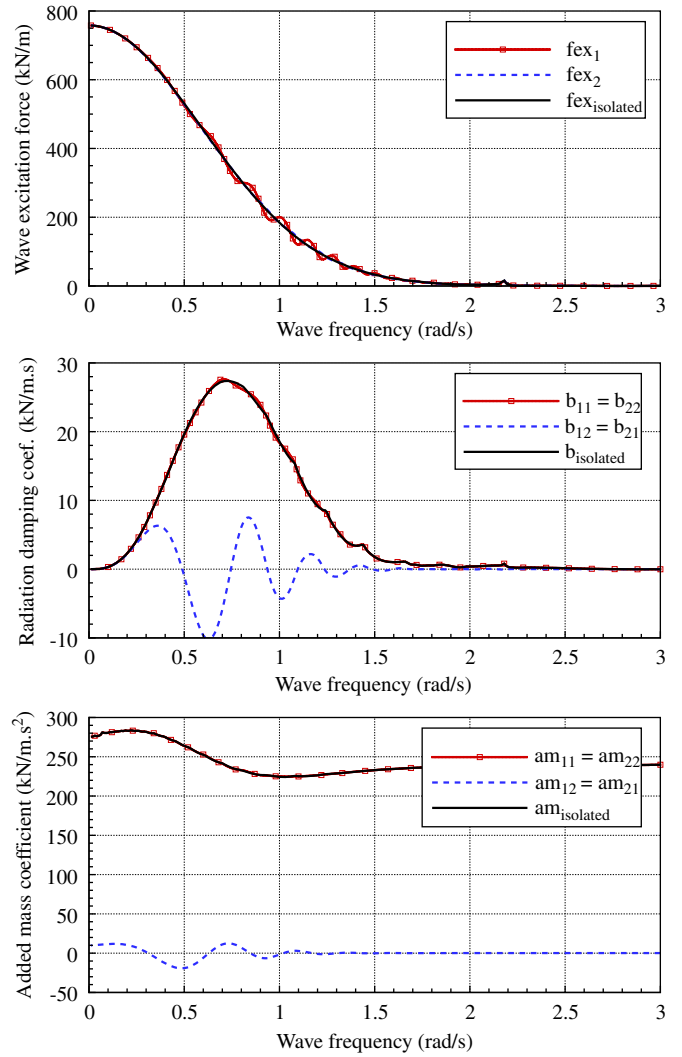 Wave excitation force (kN/m)
800
600
400
200
0
fex1
fex2
fexisolated
0 0.5 1 1.5 2 2.5 3
Wave frequency (rad/s)
Radiation damping coef. (kN/m.s)
30
20
10
0
-10
b11 = b22
b12 = b21
bisolated
0 0.5 1 1.5 2 2.5 3
Wave frequency (rad/s)
Added mass coefficient (kN/m.s²)
300
250
200
150
100
50
0
-50
am11 = am22
am12 = am21
amisolated
0 0.5 1 1.5 2 2.5 3
Wave frequency (rad/s)